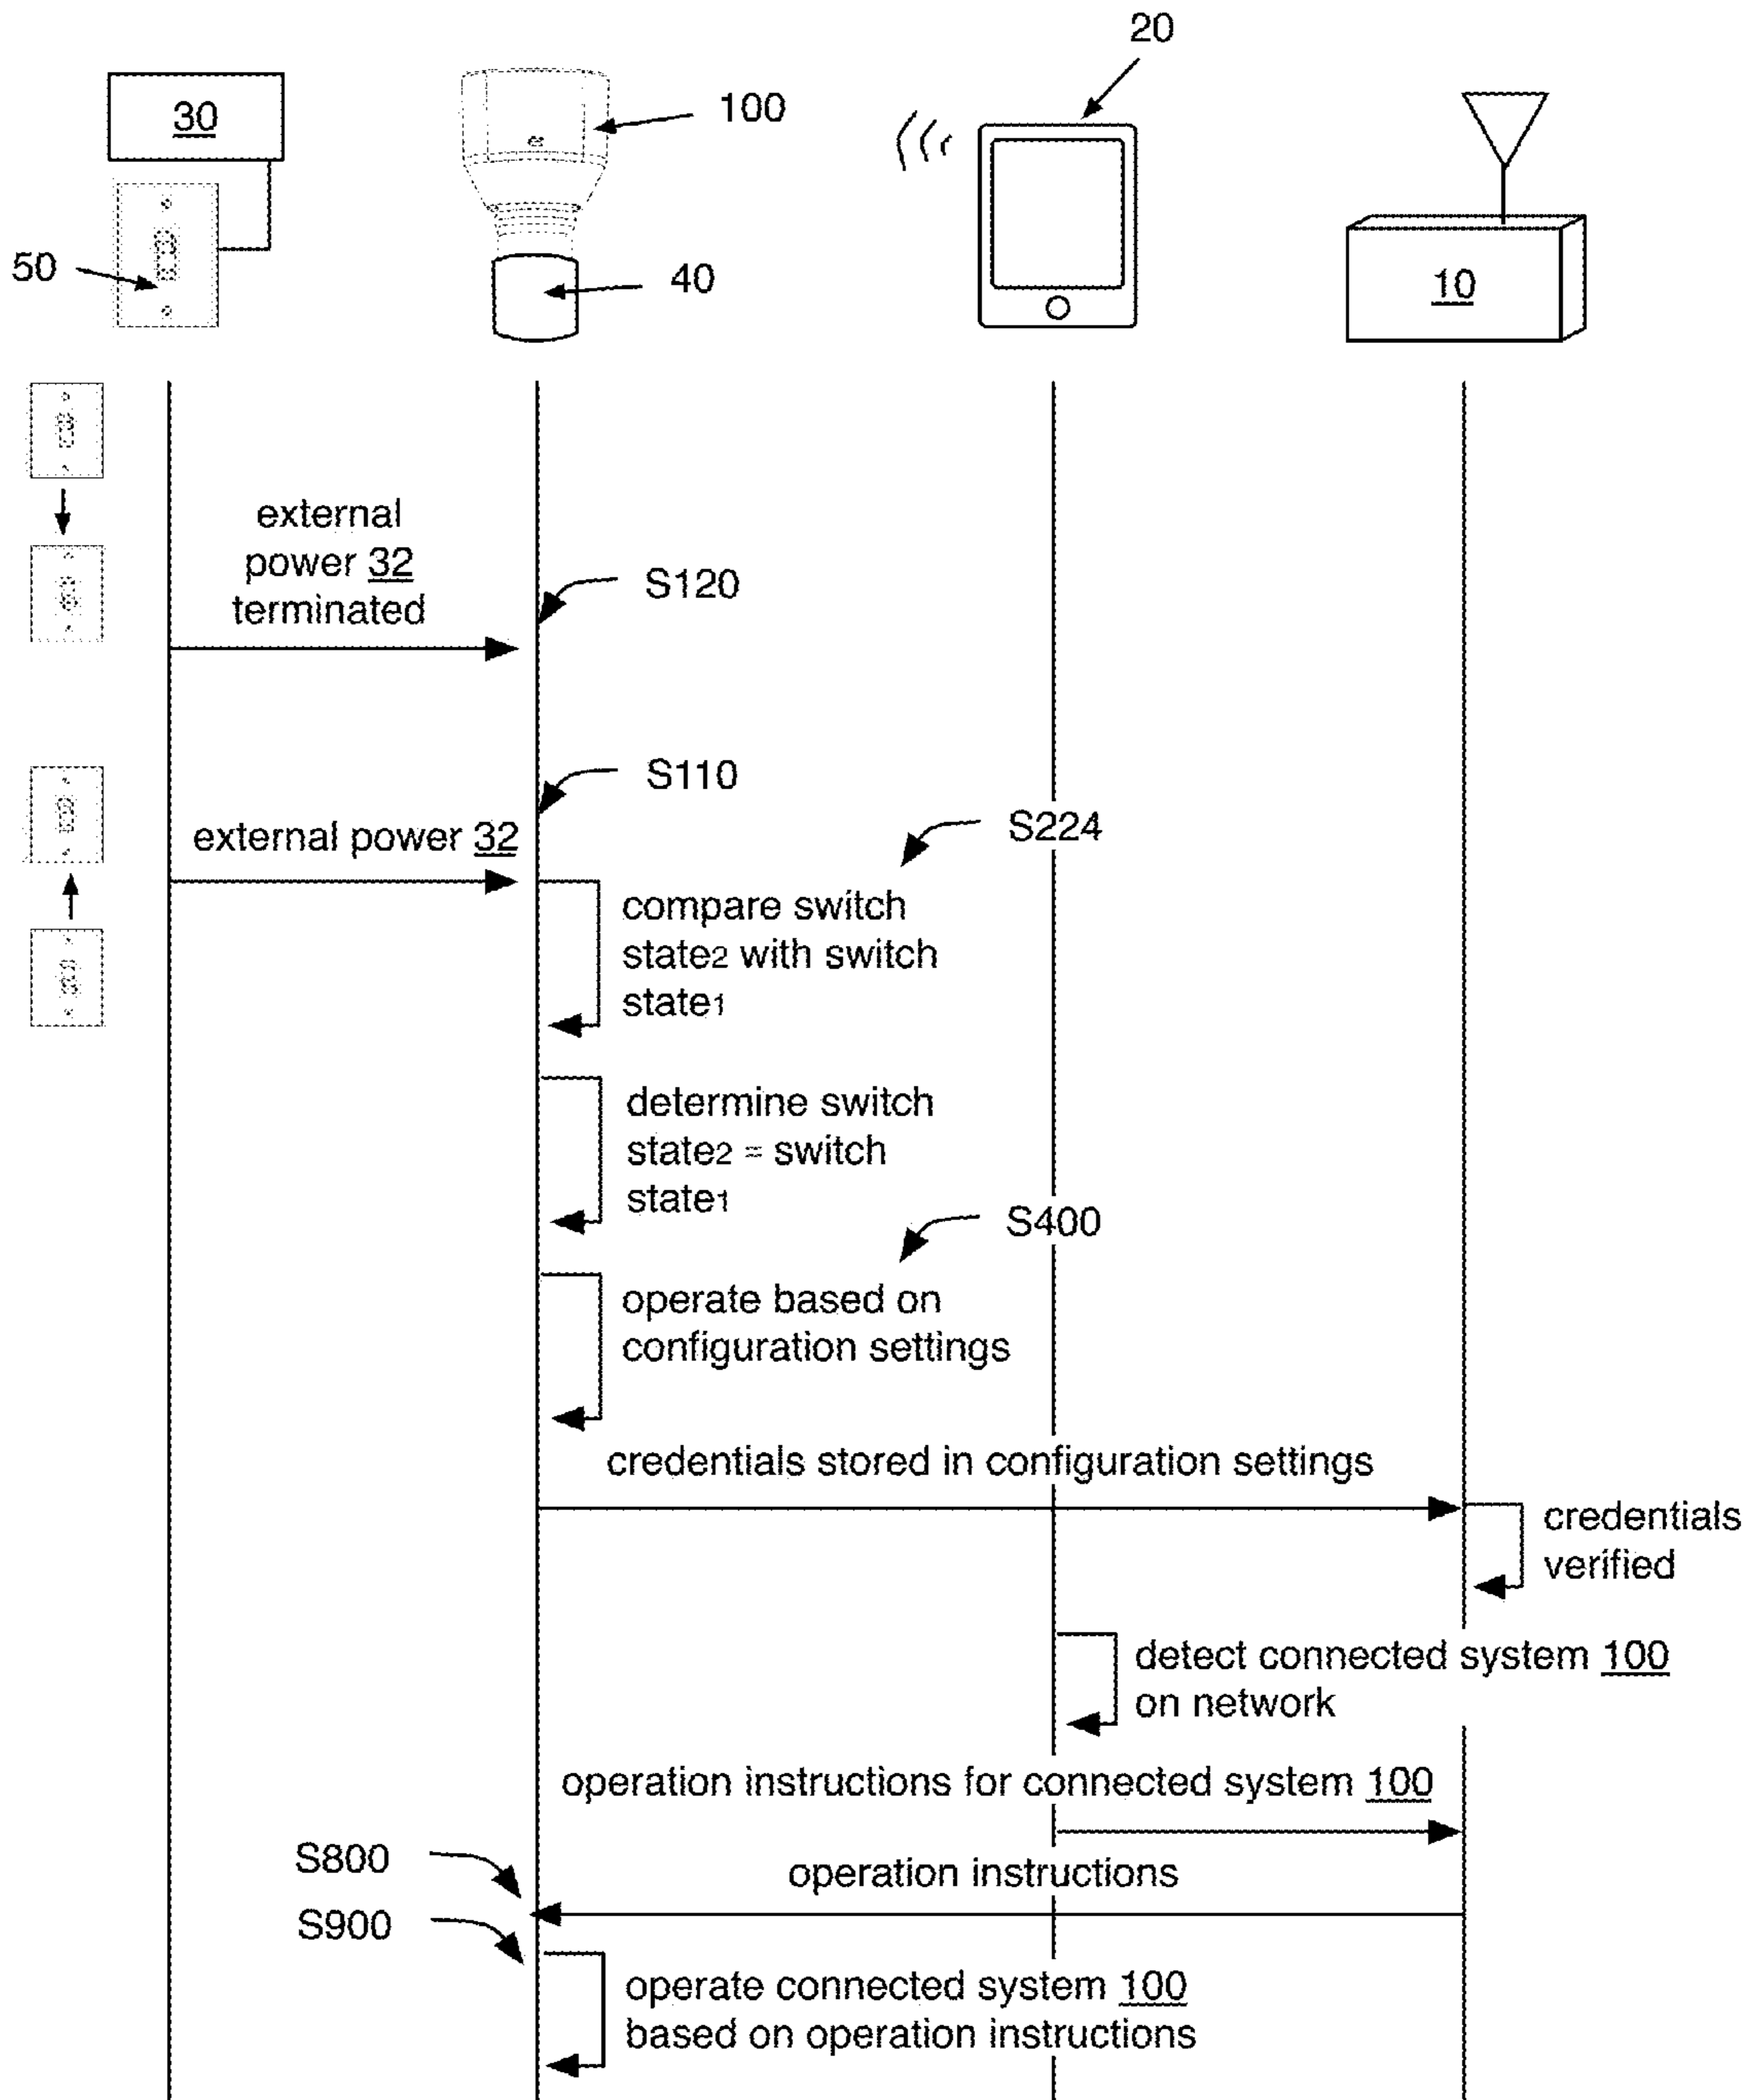 20
30
100
50
40
10
external
power 32
terminated
S120
S110
external power 32
S224
compare switch
state2 with switch
state1
determine switch
state2 = switch
state1
S400
operate based on
configuration settings
credentials stored in configuration settings
credentials
verified
detect connected system 100
on network
operation instructions for connected system 100
S800
operation instructions
S900
operate connected system 100
based on operation instructions